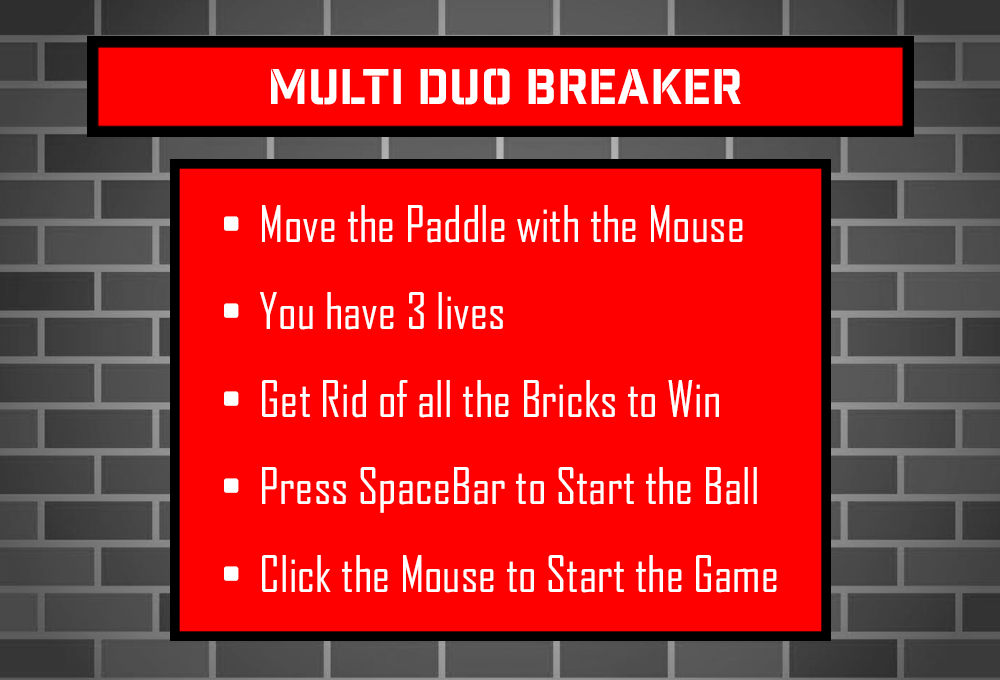 MULTI DUO BREAKER
▪ Move the Paddle with the Mouse
▪ You have 3 lives
▪ Get Rid of all the Bricks to Win
▪ Press SpaceBar to Start the Ball
▪ Click the Mouse to Start the Game